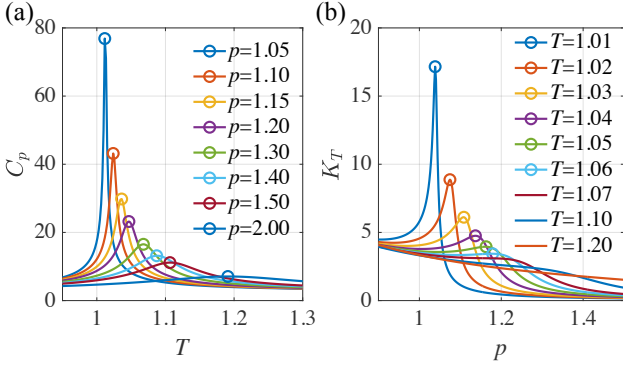 (a)
80
60
40
20
0
C_p
p=1.05
p=1.10
p=1.15
p=1.20
p=1.30
p=1.40
p=1.50
p=2.00
1
1.1
1.2
1.3
T
(b)
20
15
10
5
0
K_T
T=1.01
T=1.02
T=1.03
T=1.04
T=1.05
T=1.06
T=1.07
T=1.10
T=1.20
1
1.2
1.4
p